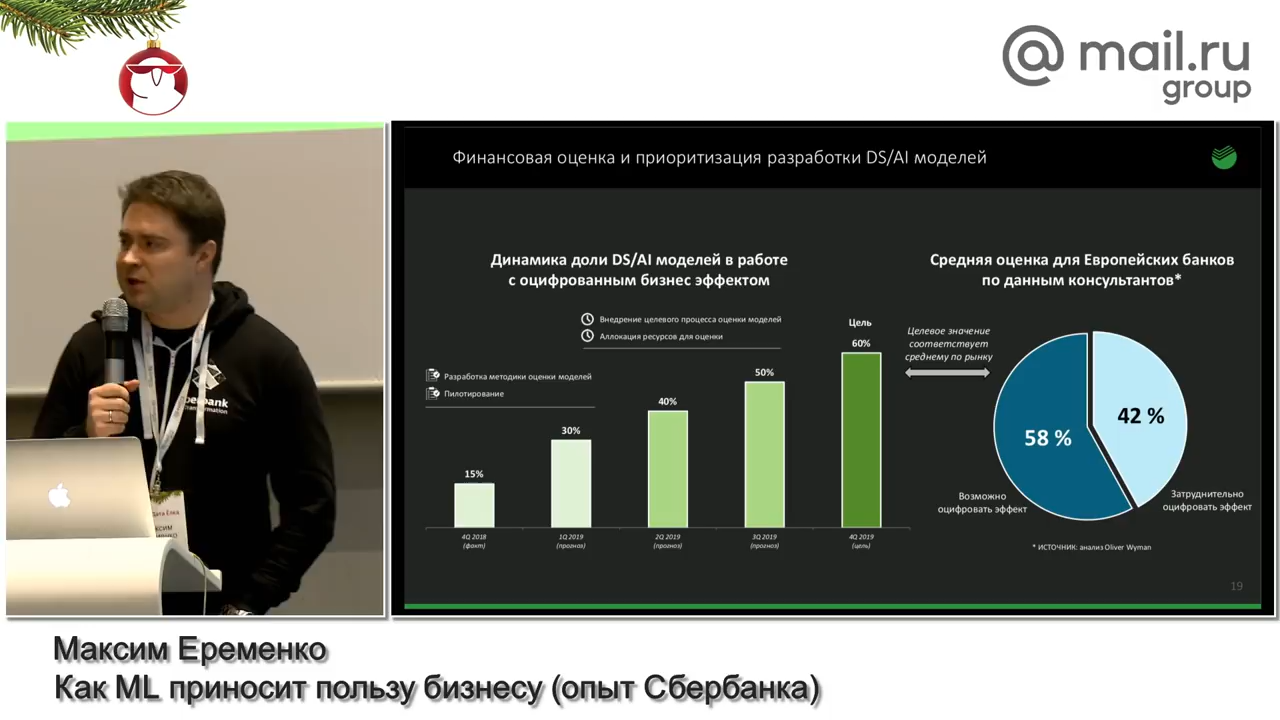 @ mail.ru
group
Финансовая оценка и приоритизация разработки DS/AI моделей
Динамика доли DS/AI моделей в работе
с оцифрованным бизнес эффектом
Внедрение целевого процесса оценки моделей
Аллокация ресурсов для оценки
Разработка методики оценки моделей
Пилотирование
15%
30%
40%
50%
Цель
60%
4Q 2018
(факт)
1Q 2019
(прогноз)
2Q 2019
(прогноз)
3Q 2019
(прогноз)
4Q 2019
(цель)
Средняя оценка для Европейских банков
по данным консультантов*
Целевое значение
соответствует
среднему по рынку
58 %
42 %
Возможно
оцифровать эффект
Затруднительно
оцифровать эффект
* ИСТОЧНИК: анализ Oliver Wyman
19
Максим Еременко
Как ML приносит пользу бизнесу (опыт Сбербанка)